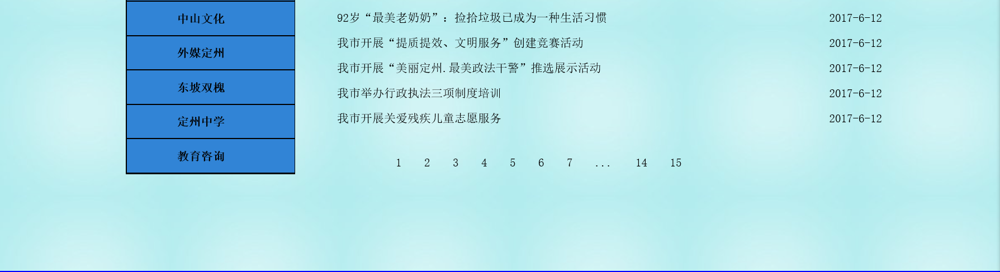 中山文化
外媒定州
东坡双槐
定州中学
教育咨询
92岁“最美老奶奶”：捡拾垃圾已成为一种生活习惯 2017-6-12
我市开展“提质提效、文明服务”创建竞赛活动 2017-6-12
我市开展“美丽定州.最美政法干警”推选展示活动 2017-6-12
我市举办行政执法三项制度培训 2017-6-12
我市开展关爱残疾儿童志愿服务 2017-6-12
1 2 3 4 5 6 7 ... 14 15